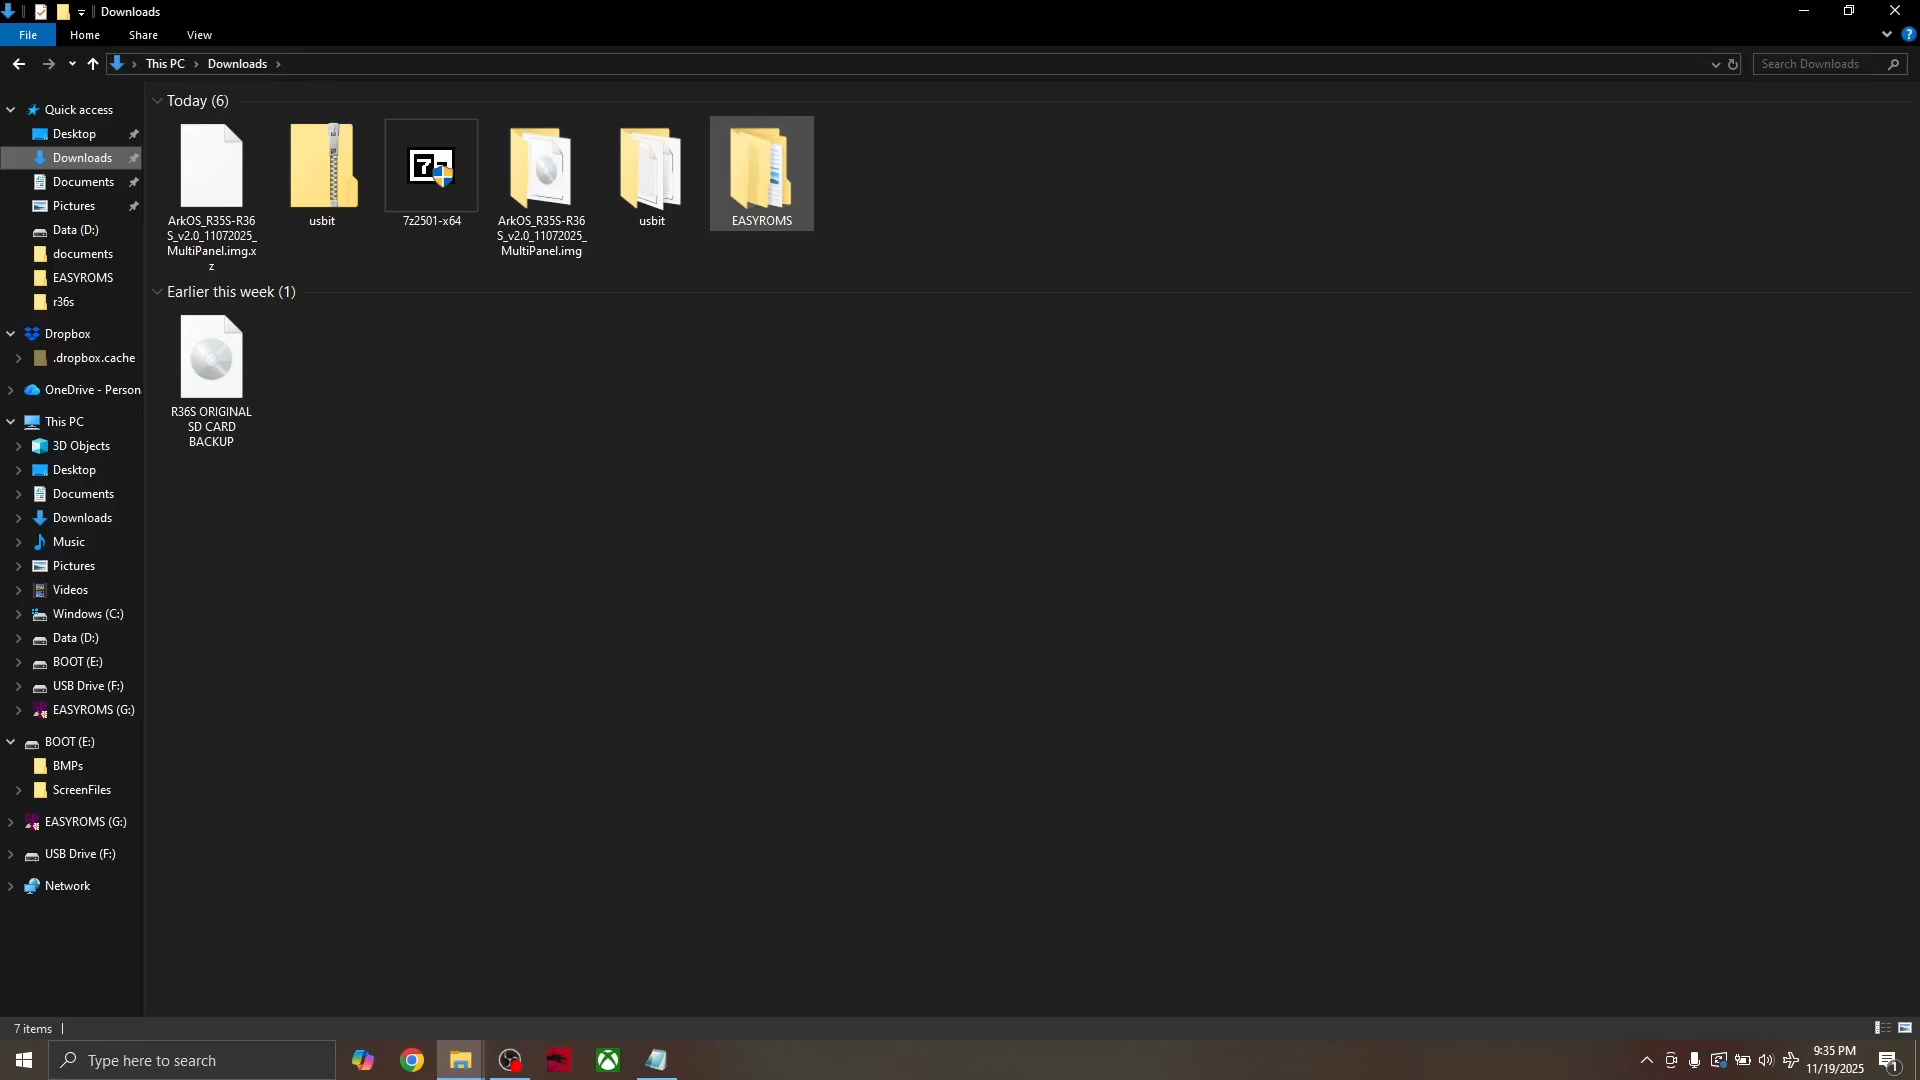 Downloads
File Home Share View
This PC Downloads
Search Downloads
Quick access
Desktop
Downloads
Documents
Pictures
Data (D:)
documents
EASYROMS
r36s
Dropbox
.dropbox.cache
OneDrive - Person
This PC
3D Objects
Desktop
Documents
Downloads
Music
Pictures
Videos
Windows (C:)
Data (D:)
BOOT (E:)
USB Drive (F:)
EASYROMS (G:)
BOOT (E:)
BMPs
ScreenFiles
EASYROMS (G:)
USB Drive (F:)
Network
Today (6)
ArkOS_R35S-R36
S_v2.0_11072025_
MultiPanel.img.x
z
usbit
7z
7z2501-x64
ArkOS_R35S-R36
S_v2.0_11072025_
MultiPanel.img
usbit
EASYROMS
Earlier this week (1)
R36S ORIGINAL
SD CARD
BACKUP
7 items
Type here to search
9:35 PM
11/19/2025
1